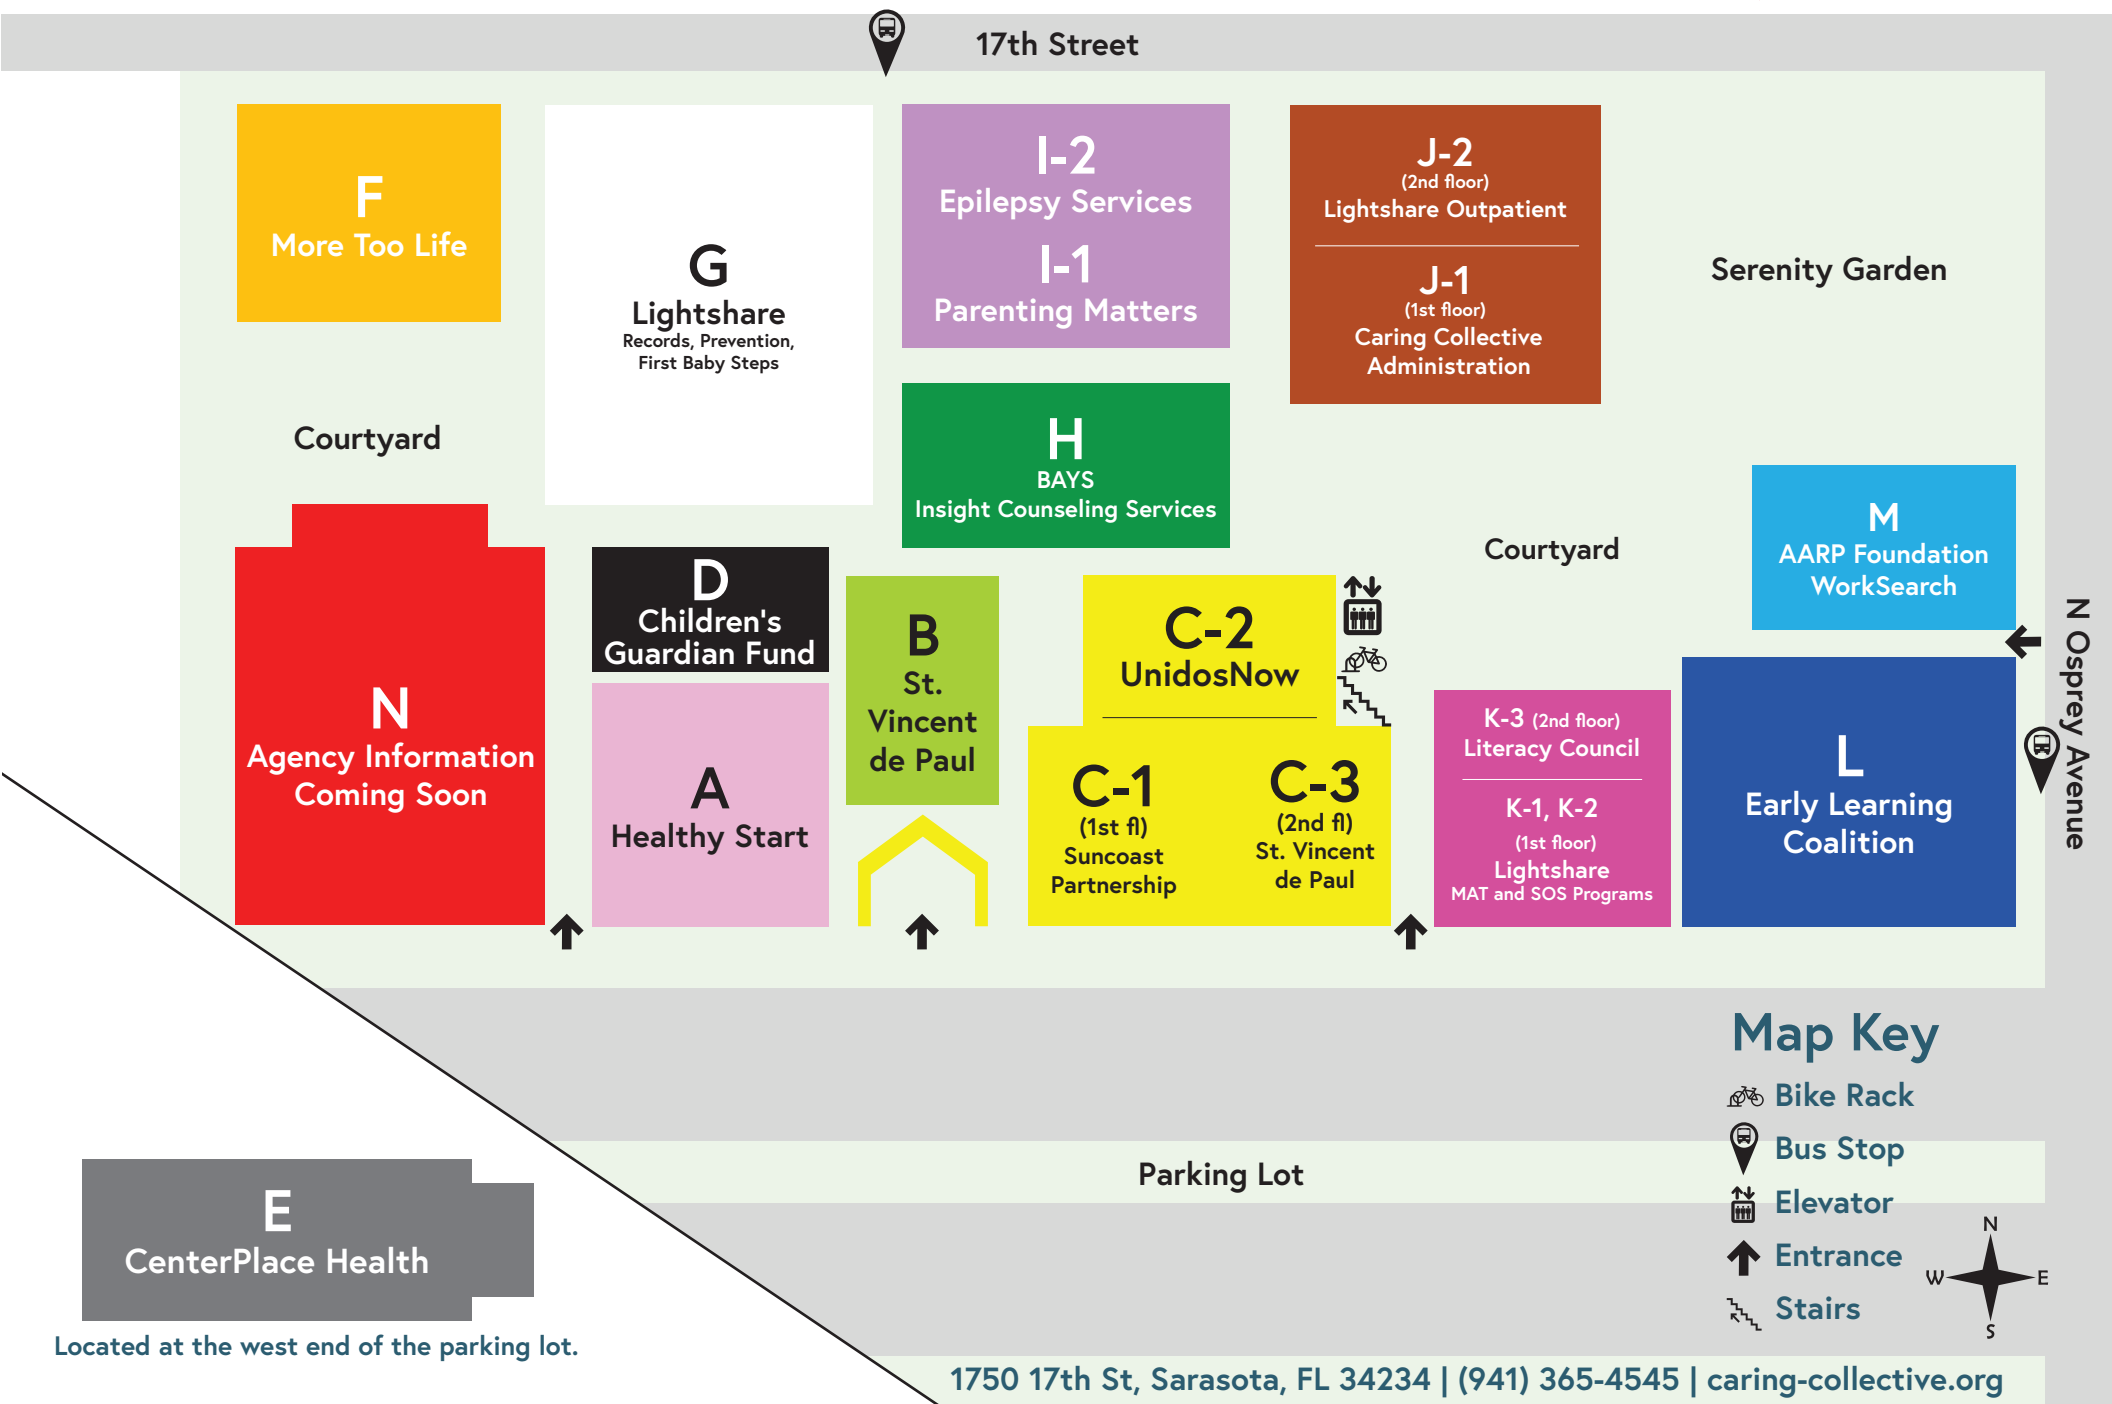 17th Street
F
More Too Life
G
Lightshare
Records, Prevention,
First Baby Steps
I-2
Epilepsy Services
I-1
Parenting Matters
J-2
(2nd floor)
Lightshare Outpatient
J-1
(1st floor)
Caring Collective
Administration
Serenity Garden
Courtyard
H
BAYS
Insight Counseling Services
Courtyard
M
AARP Foundation
WorkSearch
N Osprey Avenue
N
Agency Information
Coming Soon
D
Children's
Guardian Fund
A
Healthy Start
B
St.
Vincent
de Paul
C-2
UnidosNow
C-1
(1st fl)
Suncoast
Partnership
C-3
(2nd fl)
St. Vincent
de Paul
K-3 (2nd floor)
Literacy Council
K-1, K-2
(1st floor)
Lightshare
MAT and SOS Programs
L
Early Learning
Coalition
Parking Lot
E
CenterPlace Health
Located at the west end of the parking lot.
Map Key
Bike Rack
Bus Stop
Elevator
Entrance
Stairs
N
W
E
S
1750 17th St, Sarasota, FL 34234 | (941) 365-4545 | caring-collective.org